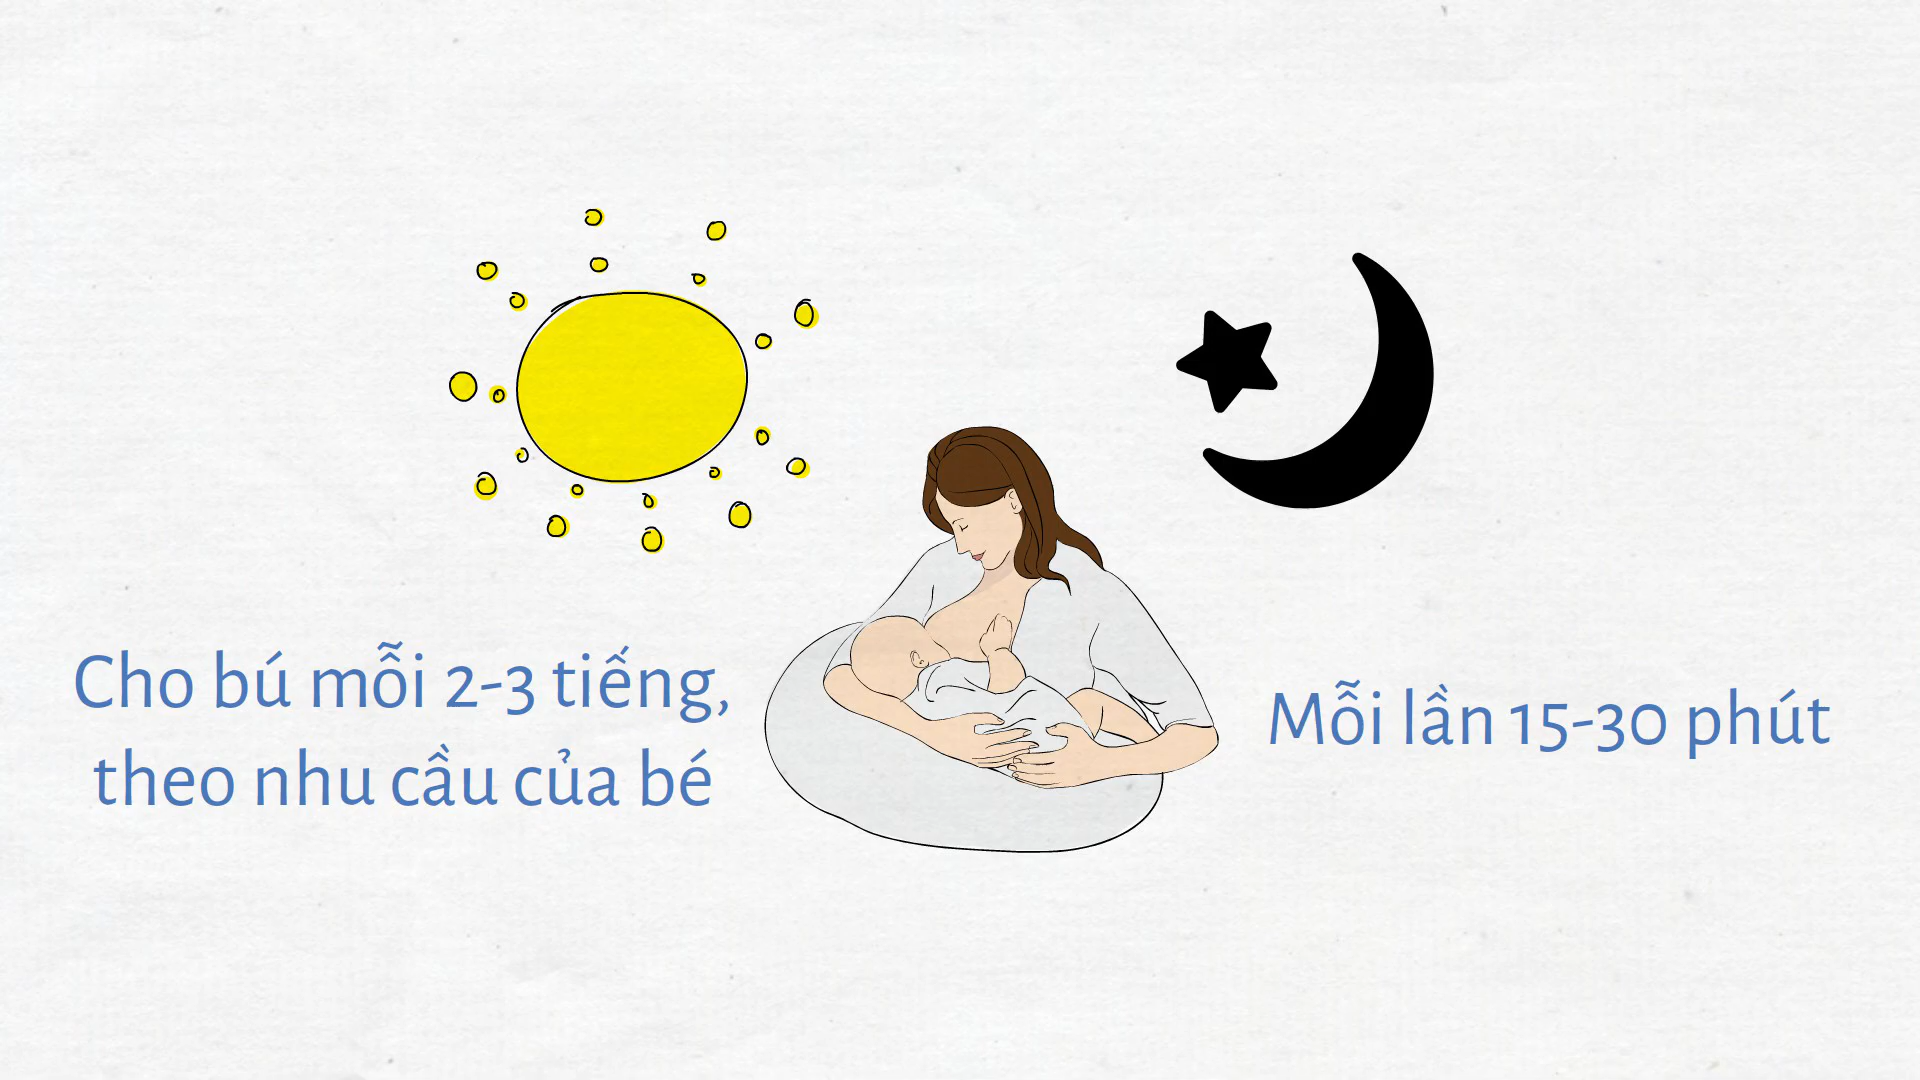 Cho bú mỗi 2-3 tiếng,
theo nhu cầu của bé
Mỗi lần 15-30 phút